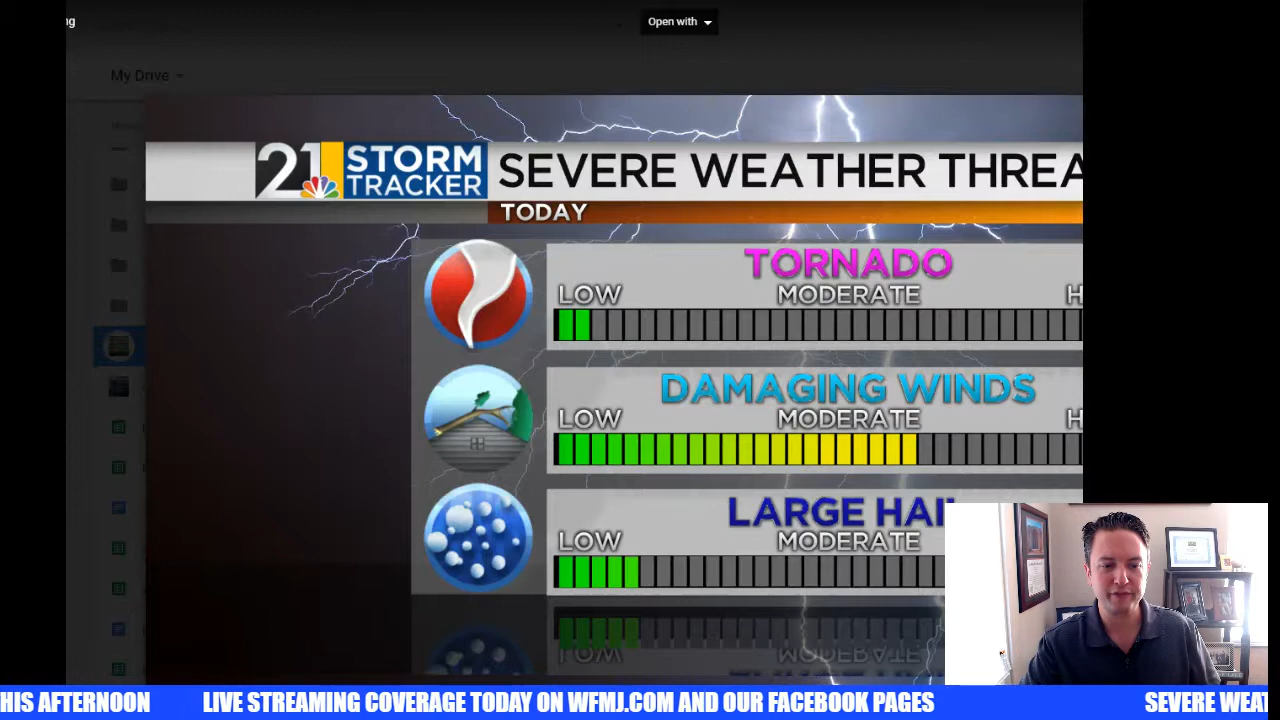 ng
Open with
My Drive
21 STORM TRACKER
SEVERE WEATHER THREA
TODAY
TORNADO
LOW MODERATE H
DAMAGING WINDS
LOW MODERATE H
LARGE HAI
LOW MODERATE
HIS AFTERNOON LIVE STREAMING COVERAGE TODAY ON WFMJ.COM AND OUR FACEBOOK PAGES SEVERE WEAT